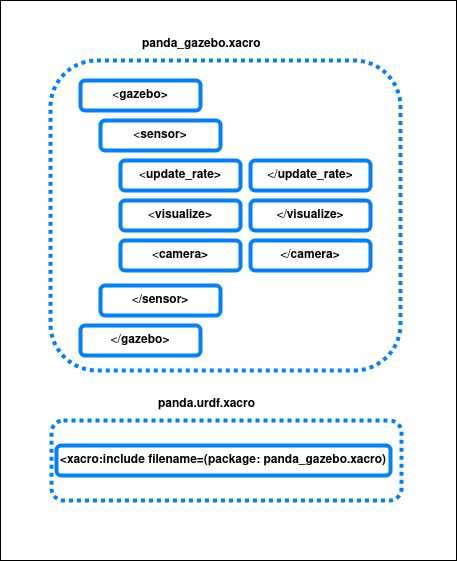 panda_gazebo.xacro
<gazebo>
<sensor>
<update_rate> </update_rate>
<visualize> </visualize>
<camera> </camera>
</sensor>
</gazebo>
panda.urdf.xacro
<xacro:include filename=(package: panda_gazebo.xacro)